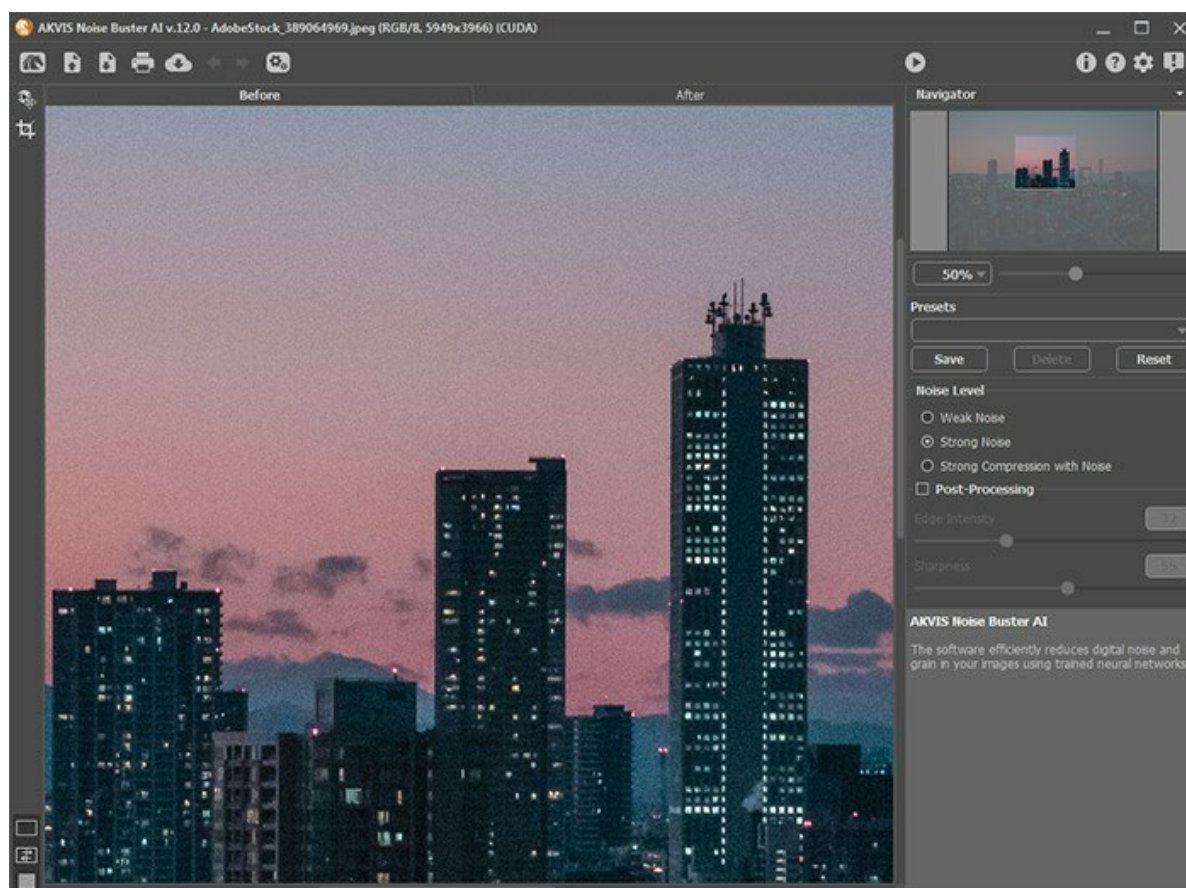 AKVIS Noise Buster AI v.12.0 - AdobeStock_389064969.jpeg (RGB/8, 5949x3966) (CUDA)
Before
After
Navigator
50%
Presets
Save
Delete
Reset
Noise Level
Weak Noise
Strong Noise
Strong Compression with Noise
Post-Processing
Edge Intensity
32
Sharpness
55
AKVIS Noise Buster AI
The software efficiently reduces digital noise and
grain in your images using trained neural networks